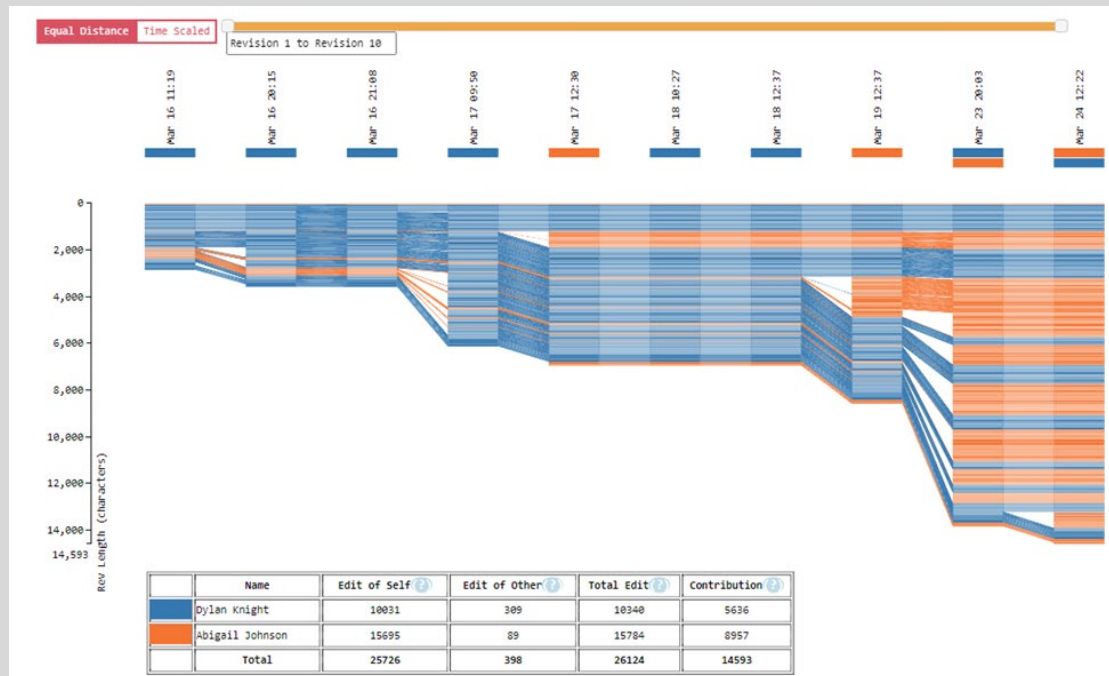 Equal Distance Time Scaled
Revision 1 to Revision 10
Mar 16 11:19
Mar 16 20:15
Mar 16 21:08
Mar 17 09:50
Mar 17 12:30
Mar 18 10:27
Mar 18 12:37
Mar 19 12:37
Mar 23 20:03
Mar 24 12:22
0
2,000
4,000
6,000
8,000
10,000
12,000
14,000
14,593
Rev Length (characters)
Name Edit of Self ? Edit of Other ? Total Edit ? Contribution ?
Dylan Knight 10031 309 10340 5636
Abigail Johnson 15695 89 15784 8957
Total 25726 398 26124 14593